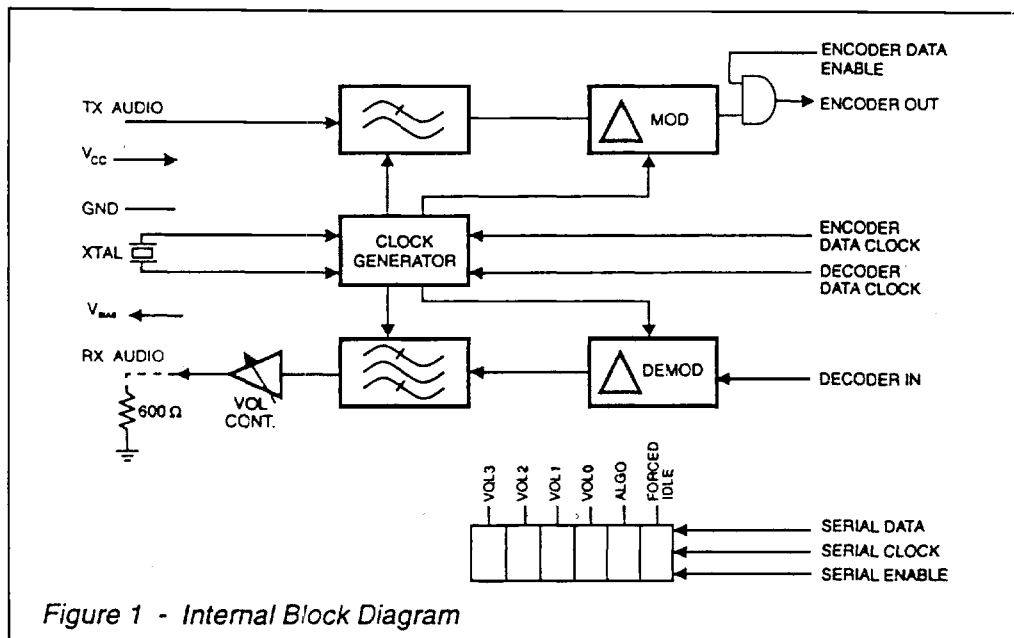 ENCODER DATA
ENABLE
TX AUDIO
MOD
ENCODER OUT
VCC
GND
XTAL
CLOCK
GENERATOR
ENCODER
DATA CLOCK
DECODER
DATA CLOCK
VBIAS
RX AUDIO
600 Ω
VOL
CONT.
DEMOD
DECODER IN
VOL3
VOL2
VOL1
VOL0
ALGO
FORCED
IDLE
SERIAL DATA
SERIAL CLOCK
SERIAL ENABLE
Figure 1 - Internal Block Diagram